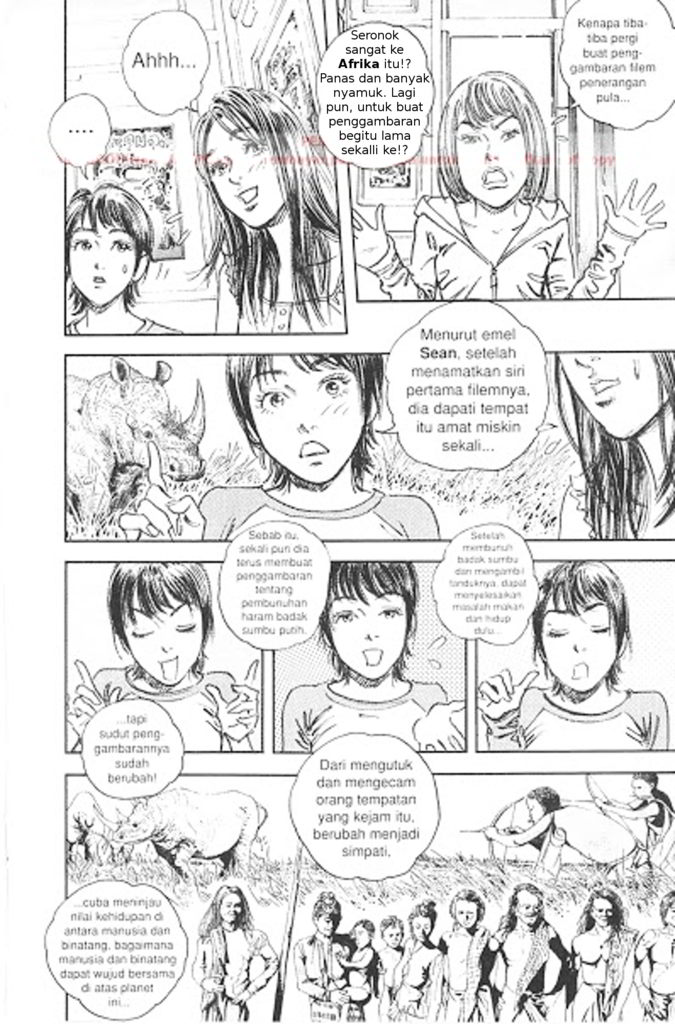 Kenapa tiba-
tiba pergi
buat peng-
gambaran filem
penerangan
pula...
Seronok
sangat ke
Afrika itu!?
Panas dan banyak
nyamuk. Lagi
pun, untuk buat
penggambaran
begitu lama
sekalli ke!?
Ahhh...
....
Menurut emel
Sean, setelah
menamatkan siri
pertama filemnya,
dia dapati tempat
itu amat miskin
sekali...
Setelah
membunuh
badak sumbu
dan mengambil
tanduknya, dapat
menyelesaikan
masalah makan
dan hidup
dulu...
Sebab itu,
sekali pun dia
terus membuat
penggambaran
tentang
pembunuhan
haram badak
sumbu putih.
...tapi
sudut peng-
gambarannya
sudah
berubah!
Dari mengutuk
dan mengecam
orang tempatan
yang kejam itu,
berubah menjadi
simpati,
...cuba meninjau
nilai kehidupan di
antara manusia dan
binatang, bagaimana
manusia dan binatang
dapat wujud bersama
di atas planet
ini...